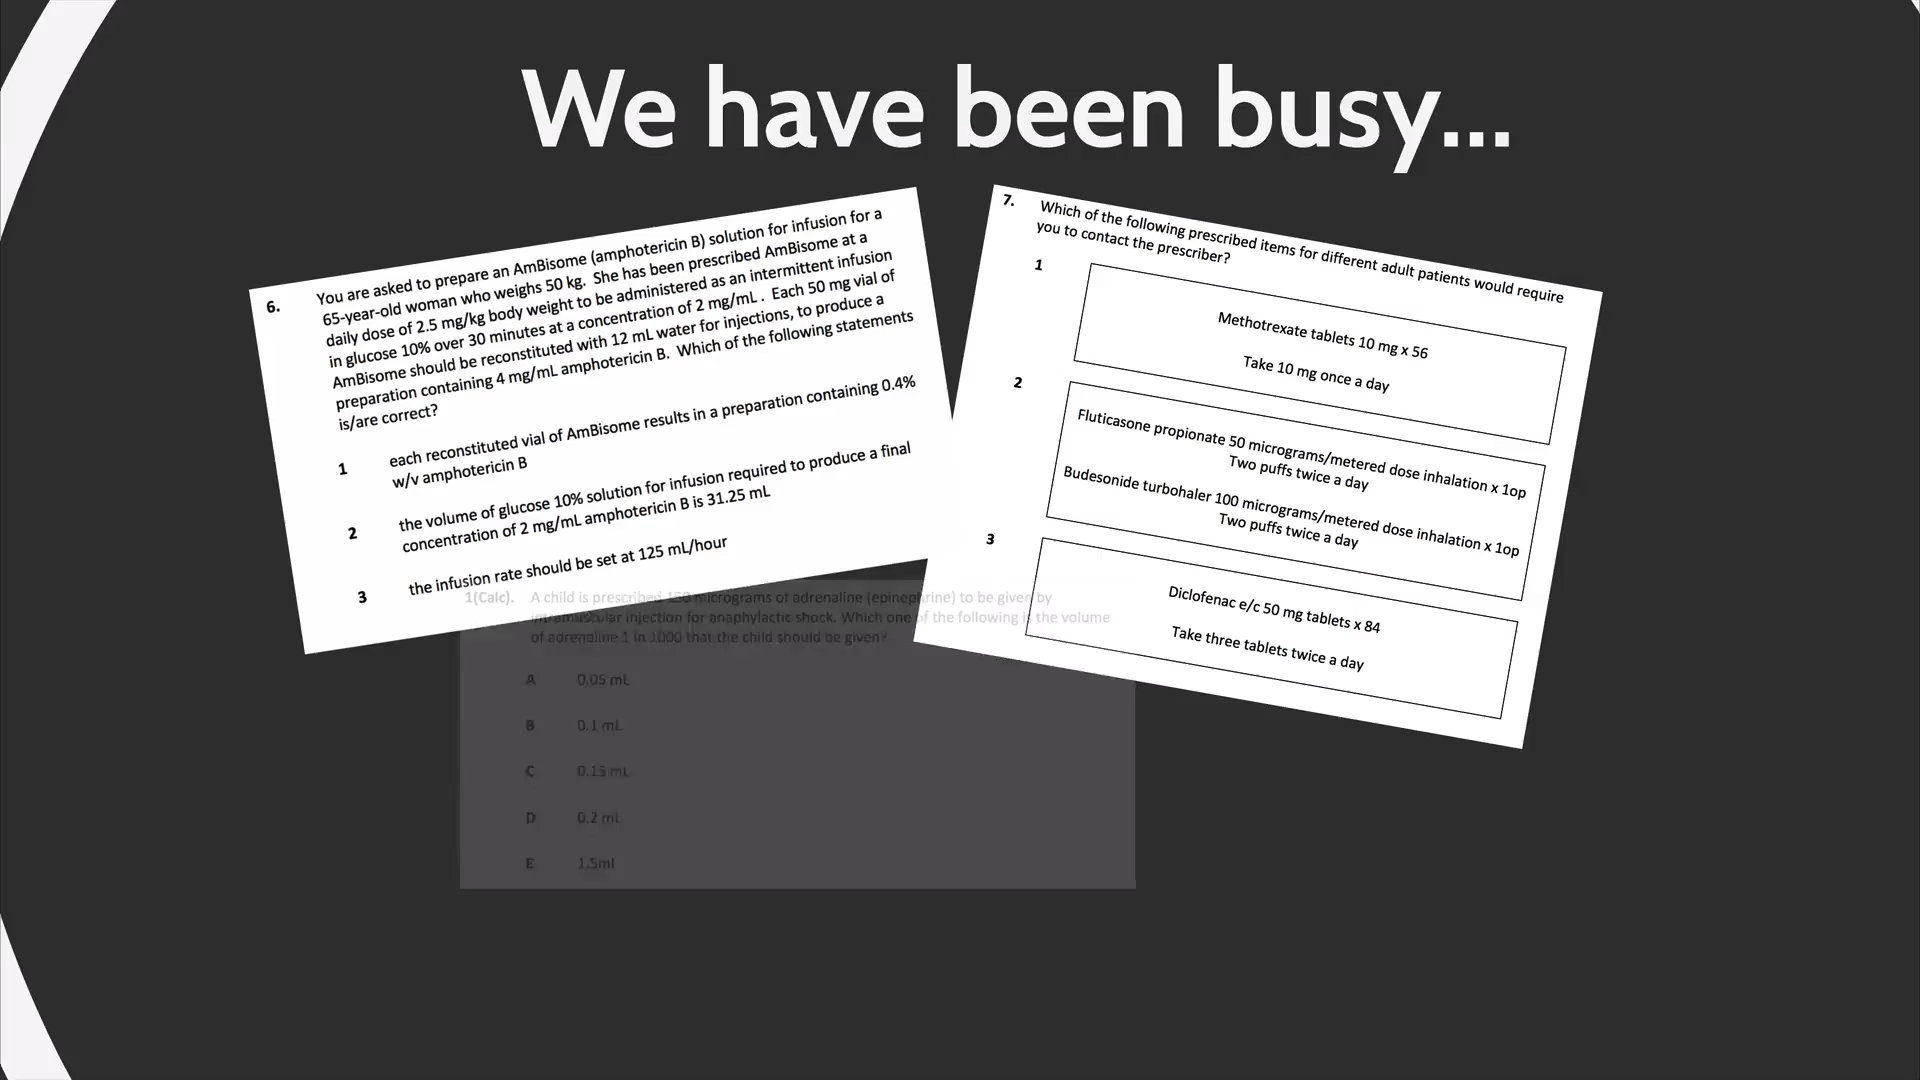 We have been busy...
6.
You are asked to prepare an AmBisome (amphotericin B) solution for infusion for a
65-year-old woman who weighs 50 kg. She has been prescribed AmBisome at a
daily dose of 2.5 mg/kg body weight to be administered as an intermittent infusion
in glucose 10% over 30 minutes at a concentration of 2 mg/mL . Each 50 mg vial of
AmBisome should be reconstituted with 12 mL water for injections, to produce a
preparation containing 4 mg/mL amphotericin B. Which of the following statements
is/are correct?
1
each reconstituted vial of AmBisome results in a preparation containing 0.4%
w/v amphotericin B
2
the volume of glucose 10% solution for infusion required to produce a final
concentration of 2 mg/mL amphotericin B is 31.25 mL
3
the infusion rate should be set at 125 mL/hour
7.
Which of the following prescribed items for different adult patients would require
you to contact the prescriber?
1
Methotrexate tablets 10 mg x 56
Take 10 mg once a day
2
Fluticasone propionate 50 micrograms/metered dose inhalation x 1op
Two puffs twice a day
Budesonide turbohaler 100 micrograms/metered dose inhalation x 1op
Two puffs twice a day
3
Diclofenac e/c 50 mg tablets x 84
Take three tablets twice a day
1(Calc).
A child is prescribed 150 micrograms of adrenaline (epinephrine) to be given by
intramuscular injection for anaphylactic shock. Which one of the following is the volume
of adrenaline 1 in 1000 that the child should be given?
A 0.05 mL
B 0.1 mL
C 0.15 mL
D 0.2 mL
E 1.5ml